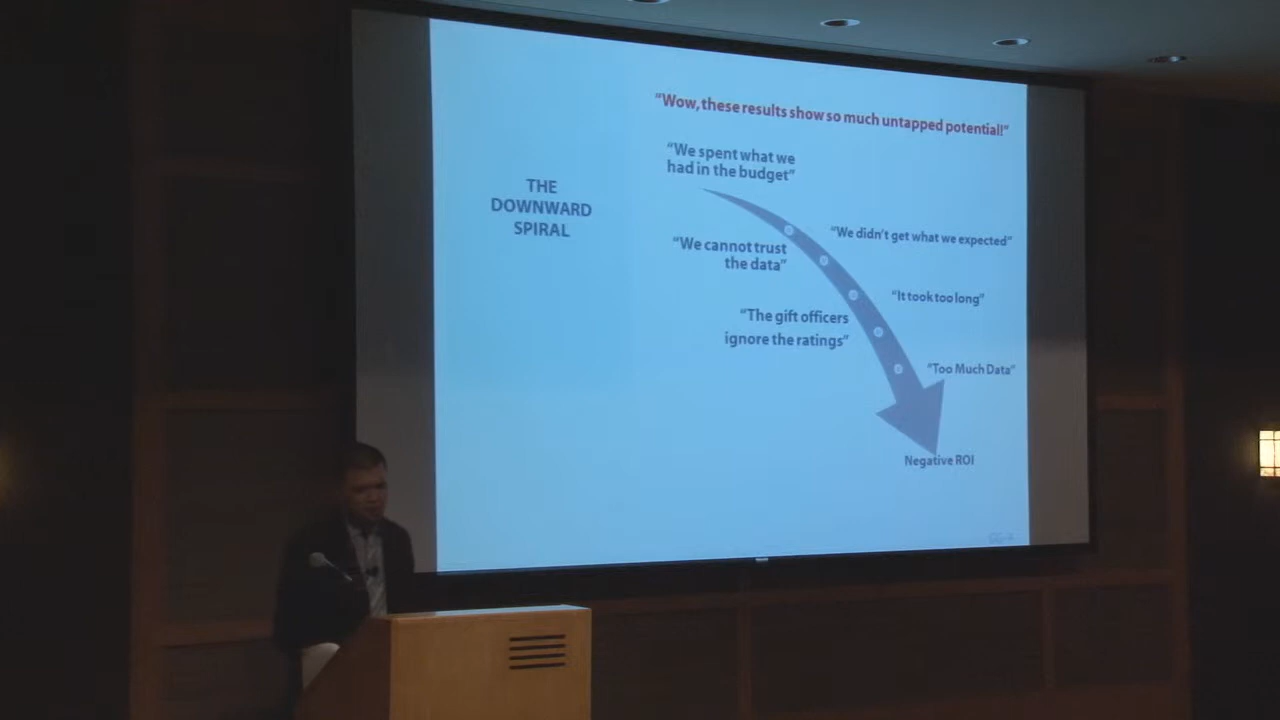 "Wow, these results show so much untapped potential!"
"We spent what we
had in the budget"
THE
DOWNWARD
SPIRAL
"We didn't get what we expected"
"We cannot trust
the data"
"It took too long"
"The gift officers
ignore the ratings"
"Too Much Data"
Negative ROI